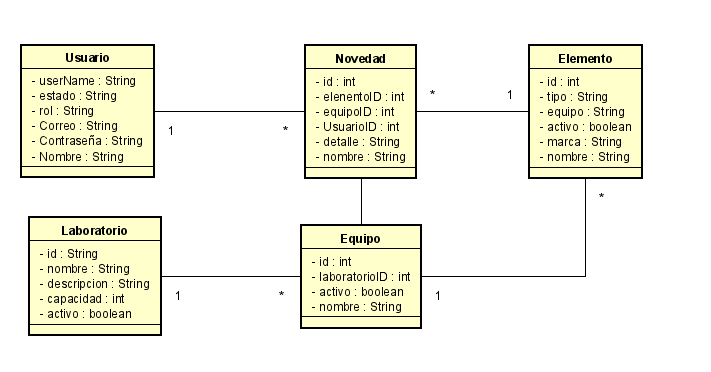 Usuario
- userName : String
- estado : String
- rol : String
- Correo : String
- Contraseña : String
- Nombre : String
Novedad
- id : int
- elenentoID : int
- equipoID : int
- UsuarioID : int
- detalle : String
- nombre : String
Elemento
- id : int
- tipo : String
- equipo : String
- activo : boolean
- marca : String
- nombre : String
1
*
*
1
*
Laboratorio
- id : String
- nombre : String
- descripcion : String
- capacidad : int
- activo : boolean
Equipo
- id : int
- laboratorioID : int
- activo : boolean
- nombre : String
1
*
1